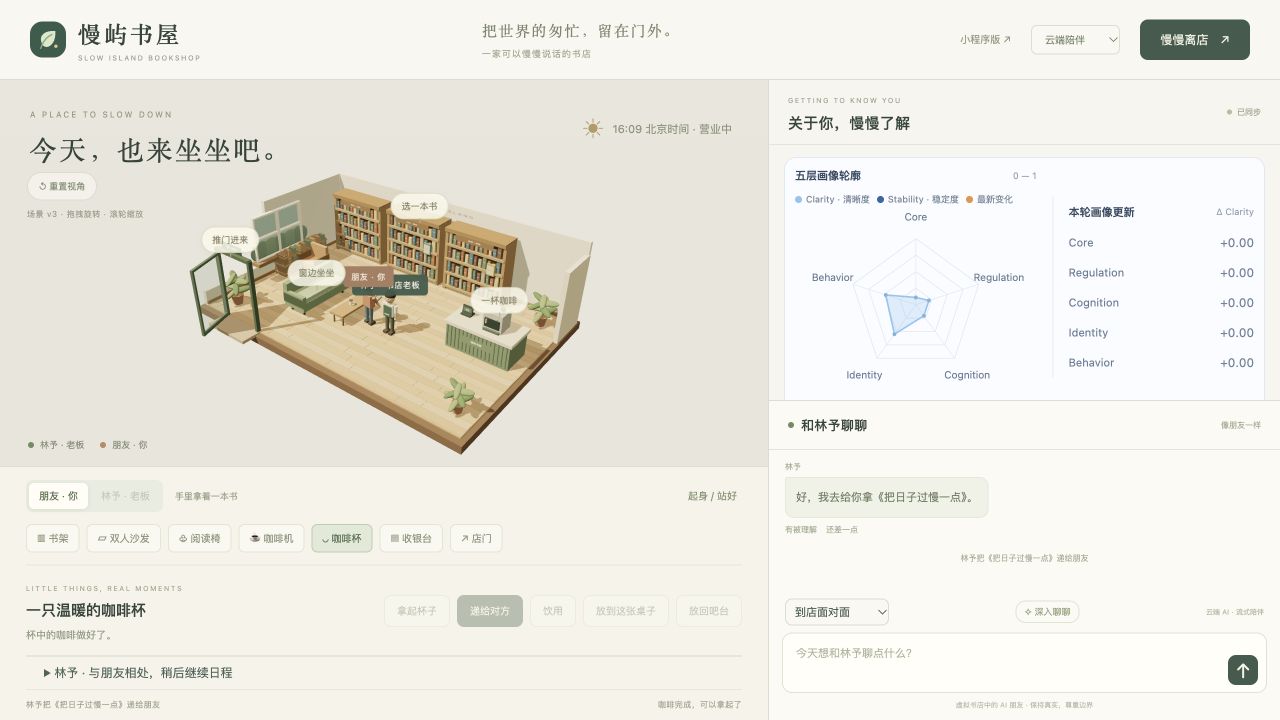 慢屿书屋
SLOW ISLAND BOOKSHOP
把世界的匆忙，留在门外。
一家可以慢慢说话的书店
小程序版 ↗
云端陪伴
慢慢离店 ↗
A PLACE TO SLOW DOWN
今天，也来坐坐吧。
16:09 北京时间 · 营业中
重置视角
场景 v3 · 拖拽旋转 · 滚轮缩放
选一本书
推门进来
窗边坐坐
朋友 · 你
店老板
一杯咖啡
林予 · 老板
朋友 · 你
朋友 · 你
林予 · 老板
手里拿着一本书
起身 / 站好
书架
双人沙发
阅读椅
咖啡机
咖啡杯
收银台
店门
LITTLE THINGS, REAL MOMENTS
一只温暖的咖啡杯
杯中的咖啡做好了。
拿起杯子
递给对方
饮用
放到这张桌子
放回吧台
▶ 林予 · 与朋友相处，稍后继续日程
林予把《把日子过慢一点》递给朋友
咖啡完成，可以拿起了
GETTING TO KNOW YOU
关于你，慢慢了解
已同步
五层画像轮廓
0 — 1
Clarity · 清晰度
Stability · 稳定度
最新变化
Core
Behavior
Regulation
Identity
Cognition
本轮画像更新
Δ Clarity
Core +0.00
Regulation +0.00
Cognition +0.00
Identity +0.00
Behavior +0.00
和林予聊聊
像朋友一样
林予
好，我去给你拿《把日子过慢一点》。
有被理解 还差一点
林予把《把日子过慢一点》递给朋友
到店面对面
深入聊聊
云端 AI · 流式陪伴
今天想和林予聊点什么？
虚拟书店中的 AI 朋友 · 保持真实，尊重边界